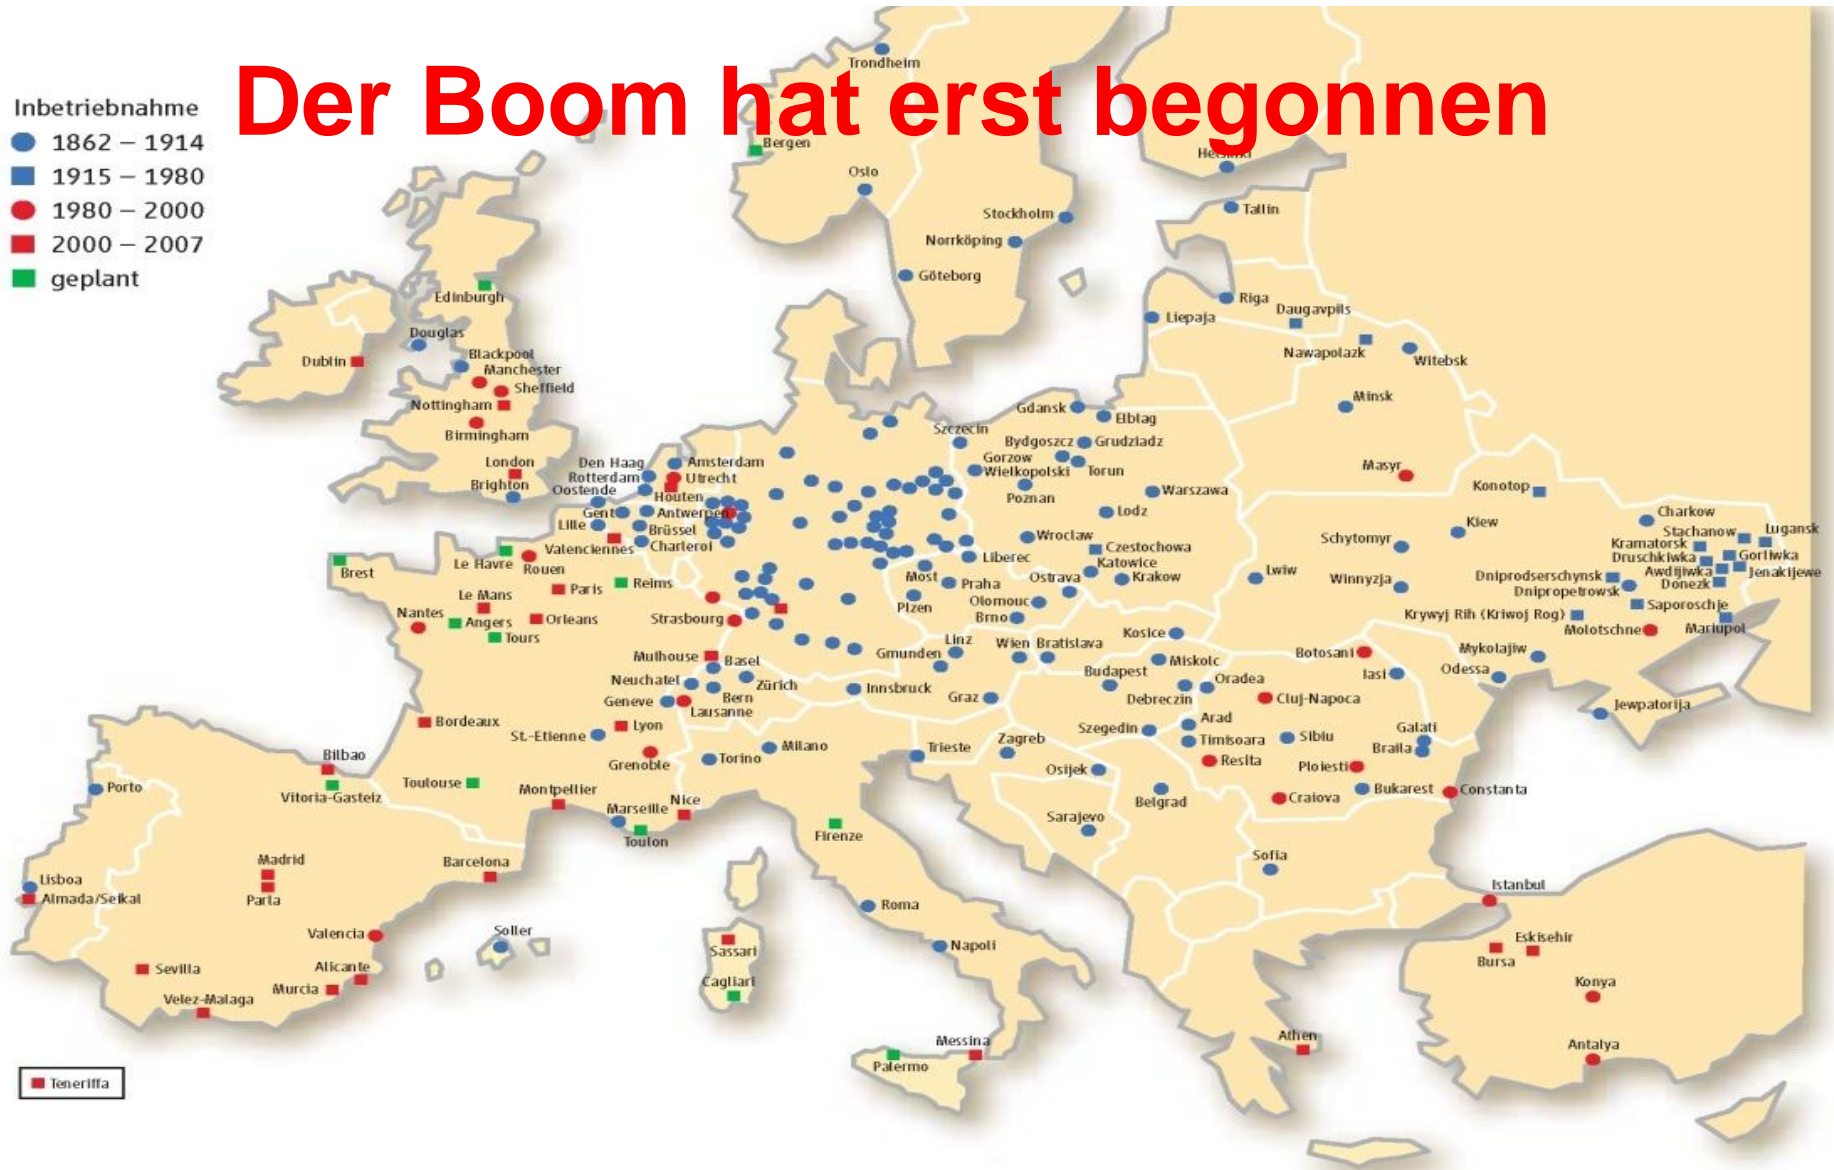 Der Boom hat erst begonnen
Inbetriebnahme
1862 – 1914
1915 – 1980
1980 – 2000
2000 – 2007
geplant
Trondheim
Bergen
Oslo
Helsinki
Stockholm
Tallin
Norrköping
Göteborg
Edinburgh
Riga
Daugavpils
Liepaja
Douglas
Dublin
Blackpool
Manchester
Sheffield
Nottingham
Birmingham
London
Brighton
Nawapolazk
Witebsk
Minsk
Gdansk
Elblag
Szczecin
Bydgoszcz
Grudziadz
Gorzow
Wielkopolski
Torun
Poznan
Warszawa
Lodz
Masyr
Konotop
Den Haag
Amsterdam
Rotterdam
Utrecht
Oostende
Houten
Gent
Antwerpen
Lille
Brüssel
Valenciennes
Charleroi
Wroclaw
Czestochowa
Katowice
Liberec
Ostrava
Krakow
Most
Praha
Plzen
Olomouc
Brno
Kiew
Charkow
Stachanow
Lugansk
Schytomyr
Kramatorsk
Druschkiwka
Gorliwka
Awdijiwka
Jenakijewe
Lwiw
Winnyzja
Dniprodserschynsk
Donezk
Dnipropetrowsk
Saporoschje
Krywyj Rih (Kriwoj Rog)
Molotschne
Mariupol
Brest
Le Havre
Rouen
Paris
Reims
Le Mans
Nantes
Angers
Orleans
Tours
Strasbourg
Mulhouse
Basel
Neuchatel
Zürich
Geneve
Bern
Lausanne
Linz
Gmunden
Wien
Bratislava
Kosice
Miskolc
Botosani
Iasi
Mykolajiw
Odessa
Budapest
Debreczin
Oradea
Cluj-Napoca
Innsbruck
Graz
Jewpatorija
Bordeaux
Lyon
St.-Etienne
Grenoble
Torino
Milano
Trieste
Zagreb
Szegedin
Arad
Timisoara
Sibiu
Galati
Braila
Osijek
Resita
Ploiesti
Bilbao
Porto
Vitoria-Gasteiz
Toulouse
Montpellier
Marseille
Nice
Toulon
Firenze
Belgrad
Craiova
Bukarest
Constanta
Sarajevo
Sofia
Madrid
Parla
Barcelona
Lisboa
Almada/Seikal
Valencia
Soller
Roma
Napoli
Istanbul
Eskisehir
Bursa
Sevilla
Alicante
Murcia
Velez-Malaga
Sassari
Cagliari
Konya
Messina
Palermo
Athen
Antalya
Teneriffa